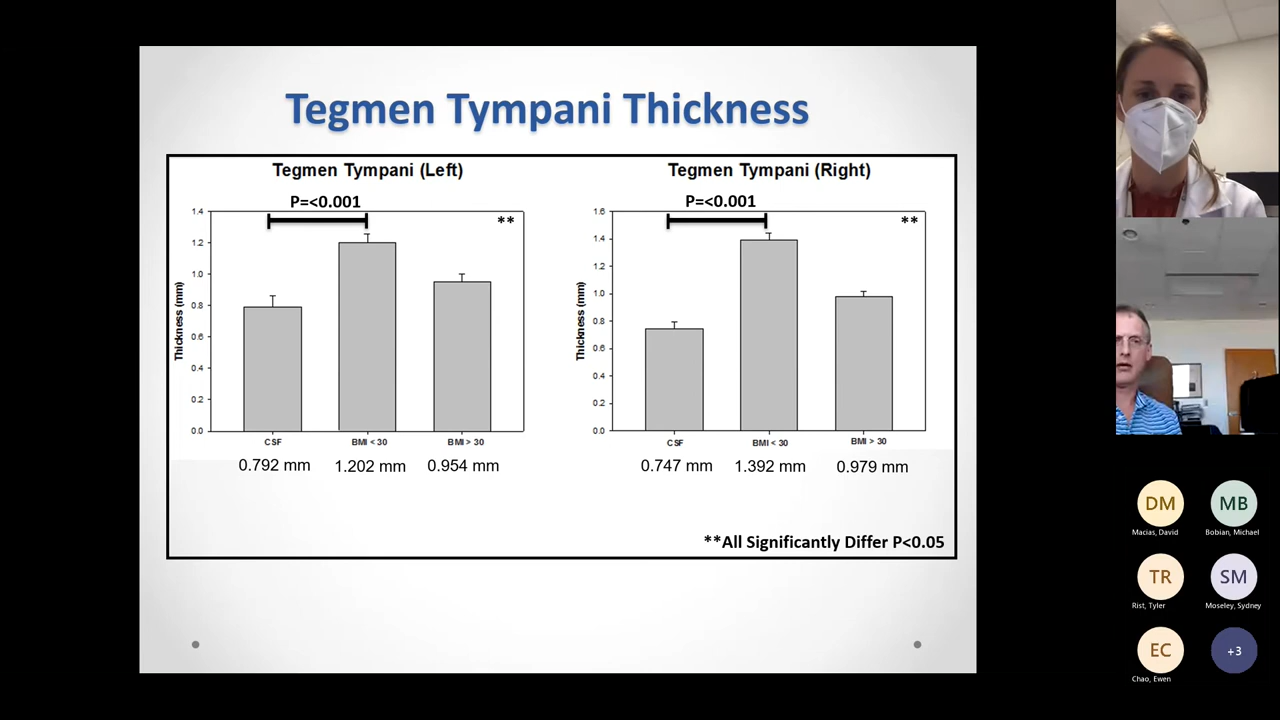 Tegmen Tympani Thickness
Tegmen Tympani (Left)
P=<0.001
**
1.4
1.2
1.0
0.8
0.6
0.4
0.2
0.0
Thickness (mm)
CSF BMI < 30 BMI > 30
0.792 mm 1.202 mm 0.954 mm
Tegmen Tympani (Right)
P=<0.001
**
1.6
1.4
1.2
1.0
0.8
0.6
0.4
0.2
0.0
Thickness (mm)
CSF BMI < 30 BMI > 30
0.747 mm 1.392 mm 0.979 mm
**All Significantly Differ P<0.05
DM MB
Macias, David Bobian, Michael
TR SM
Rist, Tyler Moseley, Sydney
EC +3
Chao, Ewen